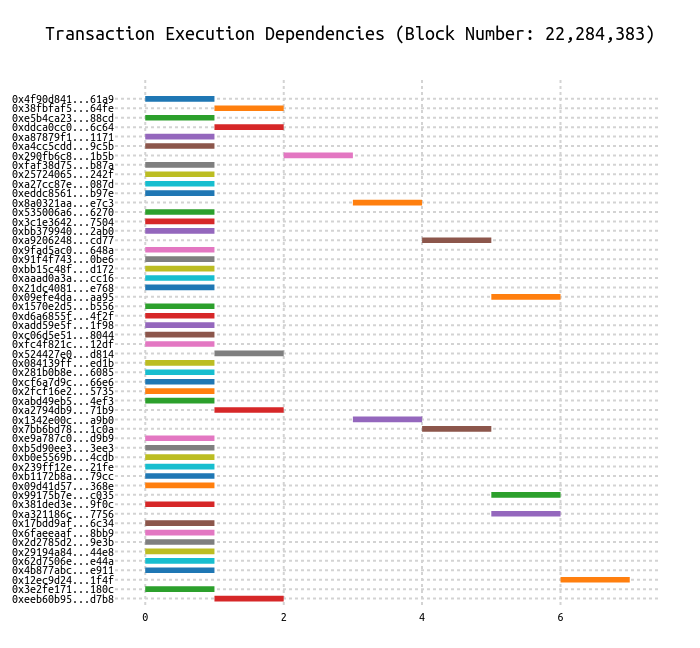 Transaction Execution Dependencies (Block Number: 22,284,383)
0x4f90d841...61a9
0x38fbfaf5...64fe
0xe5b4ca23...88cd
0xddca0cc0...6c64
0xa87879f1...1171
0xa4cc5cdd...9c5b
0x290fb6c8...1b5b
0xfaf38d75...b87a
0x25724065...242f
0xa27cc87e...087d
0xeddc8561...b97e
0x8a0321aa...e7c3
0x535006a6...6270
0x3c1e3642...7504
0xbb379940...2ab0
0xa9206248...cd77
0x9fad5ac0...648a
0x91f4f743...0be6
0xbb15c48f...d172
0xaaad0a3a...cc16
0x21dc4081...e768
0x09efe4da...aa95
0x1570e2d5...b556
0xd6a6855f...4f2f
0xadd59e5f...1f98
0xc06d5e51...8044
0xfc4f821c...12df
0x524427e0...d814
0x084139ff...ed1b
0x281b0b8e...6085
0xcf6a7d9c...66e6
0x2fcf16e2...5735
0xabd49eb5...4ef3
0xa2794db9...71b9
0x1342e00c...a9b0
0x7bb6bd78...1c0a
0xe9a787c0...d9b9
0xb5d90ee3...3ee3
0xb0e5569b...4cdb
0x239ff12e...21fe
0xb1172b8a...79cc
0x09d41d57...368e
0x99175b7e...c035
0x381ded3e...9f0c
0xa321186c...7756
0x17bdd9af...6c34
0x6faeeaaf...8bb9
0x2d2785d2...9e3b
0x29194a84...44e8
0x62d7506e...e44a
0x4b877abc...e911
0x12ec9d24...1f4f
0x3e2fe171...180c
0xeeb60b95...d7b8
0 2 4 6